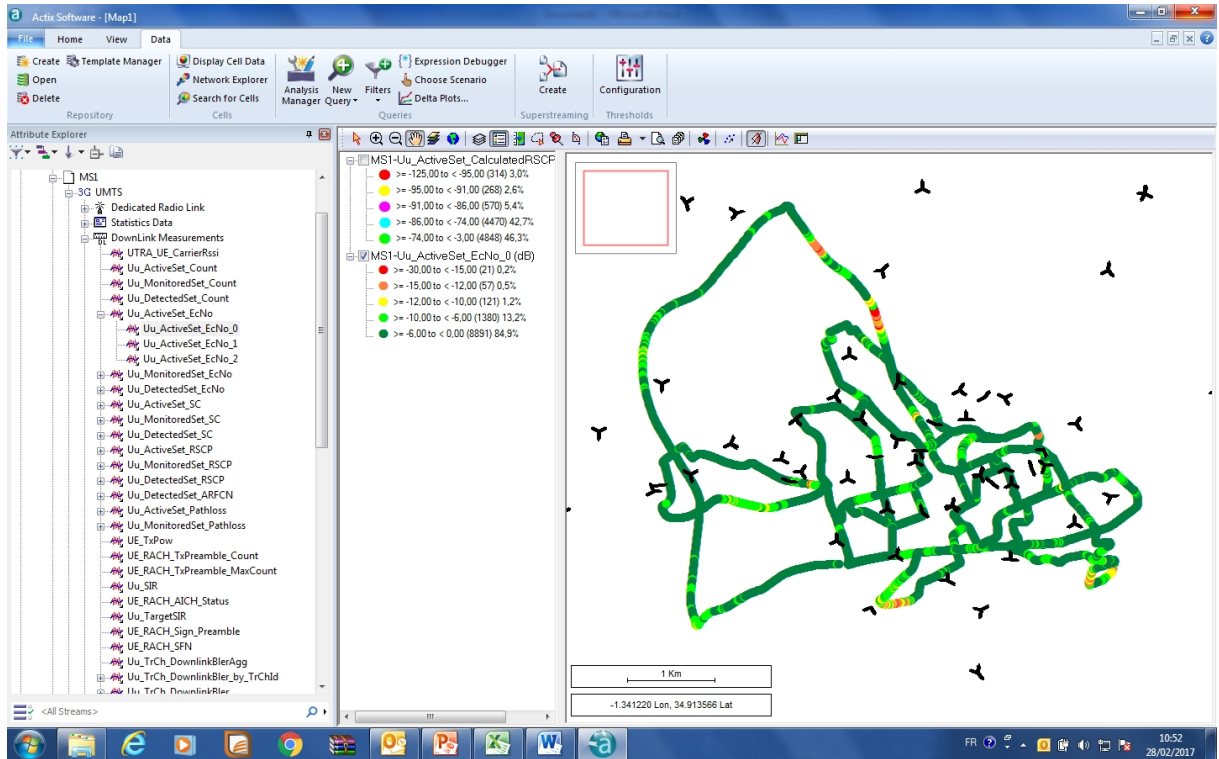 Actix Software - [Map1]
File Home View Data
Create Template Manager
Open
Delete
Repository
Display Cell Data
Network Explorer
Search for Cells
Cells
Analysis Manager
New Query
Filters
Expression Debugger
Choose Scenario
Delta Plots...
Queries
Create
Superstreaming
Configuration
Thresholds
Attribute Explorer
MS1
3G UMTS
Dedicated Radio Link
Statistics Data
DownLink Measurements
UTRA_UE_CarrierRssi
Uu_ActiveSet_Count
Uu_MonitoredSet_Count
Uu_DetectedSet_Count
Uu_ActiveSet_EcNo
Uu_ActiveSet_EcNo_0
Uu_ActiveSet_EcNo_1
Uu_ActiveSet_EcNo_2
Uu_MonitoredSet_EcNo
Uu_DetectedSet_EcNo
Uu_ActiveSet_SC
Uu_MonitoredSet_SC
Uu_DetectedSet_SC
Uu_ActiveSet_RSCP
Uu_MonitoredSet_RSCP
Uu_DetectedSet_RSCP
Uu_DetectedSet_ARFCN
Uu_ActiveSet_Pathloss
Uu_MonitoredSet_Pathloss
UE_TxPow
UE_RACH_TxPreamble_Count
UE_RACH_TxPreamble_MaxCount
Uu_SIR
UE_RACH_AICH_Status
Uu_TargetSIR
UE_RACH_Sign_Preamble
UE_RACH_SFN
Uu_TrCh_DownlinkBlerAgg
Uu_TrCh_DownlinkBler_by_TrChId
Uu_TrCh_DownlinkBler
<All Streams>
MS1-Uu_ActiveSet_CalculatedRSCP
>= -125,00 to < -95,00 (314) 3,0%
>= -95,00 to < -91,00 (268) 2,6%
>= -91,00 to < -86,00 (570) 5,4%
>= -86,00 to < -74,00 (4470) 42,7%
>= -74,00 to < -3,00 (4848) 46,3%
MS1-Uu_ActiveSet_EcNo_0 (dB)
>= -30,00 to < -15,00 (21) 0,2%
>= -15,00 to < -12,00 (57) 0,5%
>= -12,00 to < -10,00 (121) 1,2%
>= -10,00 to < -6,00 (1380) 13,2%
>= -6,00 to < 0,00 (8891) 84,9%
1 Km
-1.341220 Lon, 34.913566 Lat
FR
10:52
28/02/2017